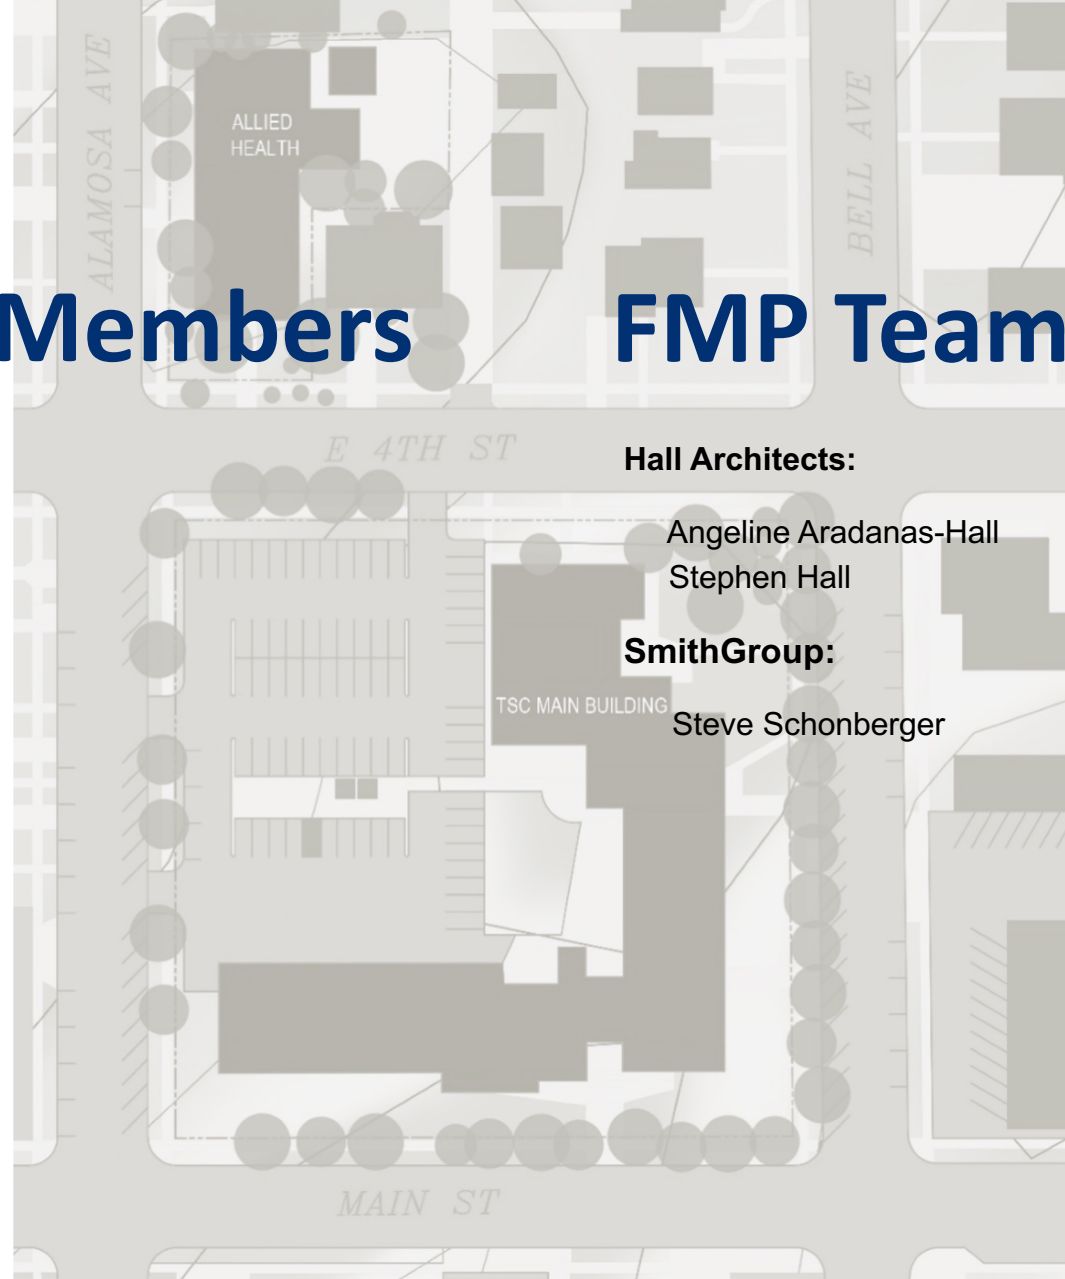 ALAMOSA AVE
ALLIED
HEALTH
BELL AVE
Members
FMP Team
E 4TH ST
Hall Architects:
Angeline Aradanas-Hall
Stephen Hall
SmithGroup:
TSC MAIN BUILDING
Steve Schonberger
MAIN ST